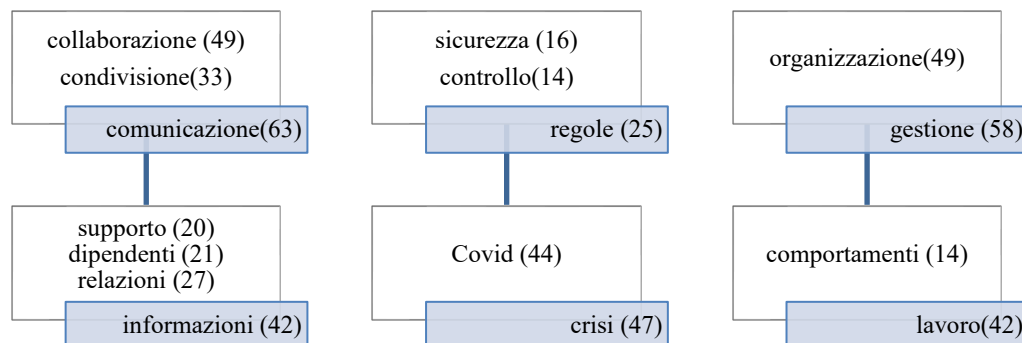 collaborazione (49)
condivisione(33)
comunicazione(63)
sicurezza (16)
controllo(14)
regole (25)
organizzazione(49)
gestione (58)
supporto (20)
dipendenti (21)
relazioni (27)
informazioni (42)
Covid (44)
crisi (47)
comportamenti (14)
lavoro(42)